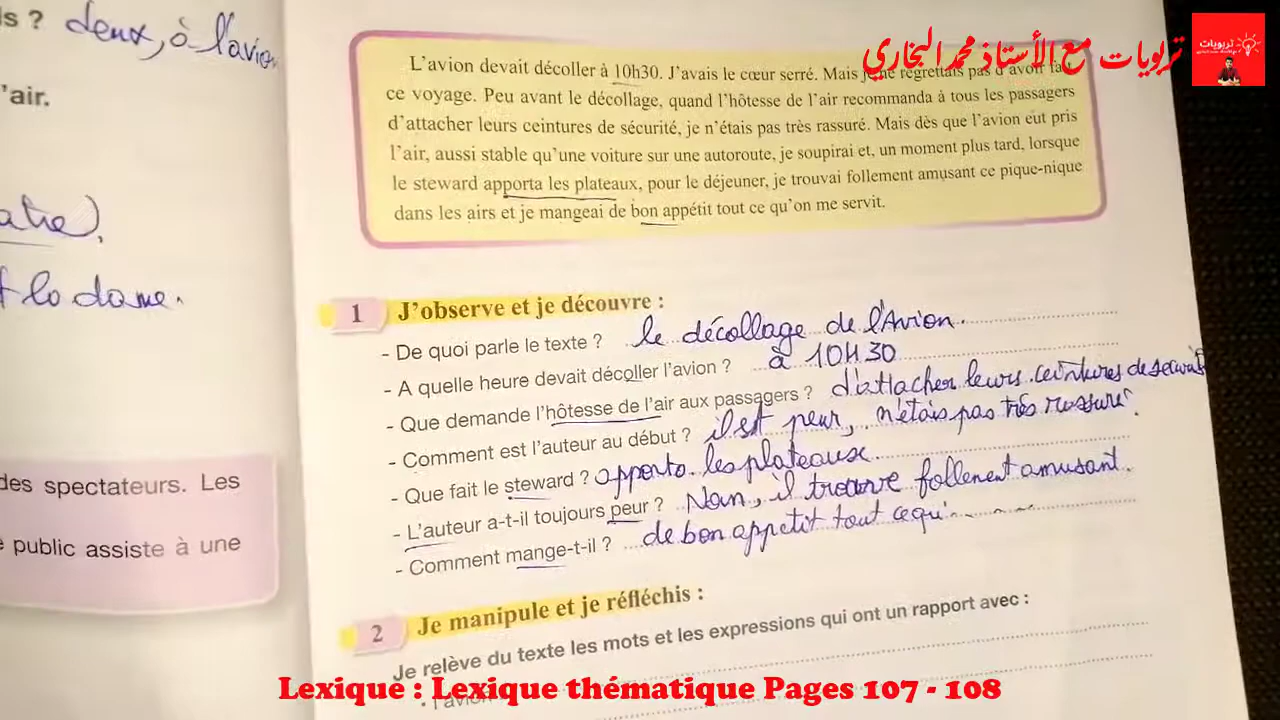 ls ? deux, à l'avion
'air.
atre).
t la dame.
des spectateurs. Les
e public assiste à une
تربويات مع الأستاذ محمد البخاري
تربويات
L'avion devait décoller à 10h30. J'avais le cœur serré. Mais je ne regrettais pas d'avoir fa
ce voyage. Peu avant le décollage, quand l'hôtesse de l'air recommanda à tous les passagers
d'attacher leurs ceintures de sécurité, je n'étais pas très rassuré. Mais dès que l'avion eut pris
l'air, aussi stable qu'une voiture sur une autoroute, je soupirai et, un moment plus tard, lorsque
le steward apporta les plateaux, pour le déjeuner, je trouvai follement amusant ce pique-nique
dans les airs et je mangeai de bon appétit tout ce qu'on me servit.
1 J'observe et je découvre :
- De quoi parle le texte ? le décollage de l'Avion.
- A quelle heure devait décoller l'avion ? à 10H30
- Que demande l'hôtesse de l'air aux passagers ? d'attacher leurs ceintures de sécurité
- Comment est l'auteur au début ? il st peur, n'étais pas très rassuré.
- Que fait le steward ? apporta les plateaux.
- L'auteur a-t-il toujours peur ? Non, il trouve follement amusant.
- Comment mange-t-il ? de bon appetit tout ce qu'
2 Je manipule et je réfléchis :
Je relève du texte les mots et les expressions qui ont un rapport avec :
• l'avion
Lexique : Lexique thématique Pages 107 - 108